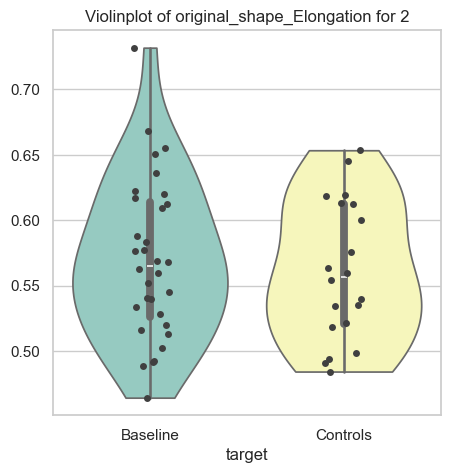 Violinplot of original_shape_Elongation for 2
0.70
0.65
0.60
0.55
0.50
Baseline Controls
target